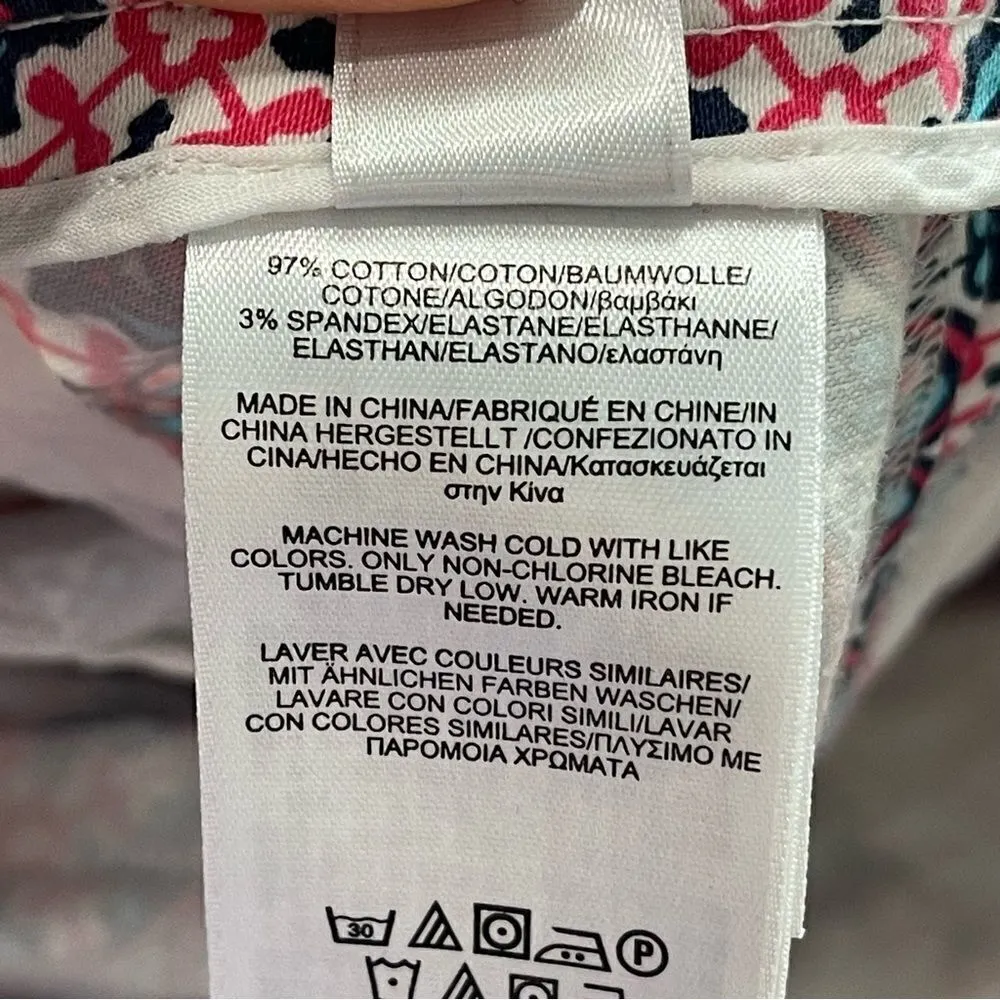 97% COTTON/COTON/BAUMWOLLE/
COTONE/ALGODON/βαμβάκι
3% SPANDEX/ELASTANE/ELASTHANNE/
ELASTHAN/ELASTANO/ελαστάνη
MADE IN CHINA/FABRIQUÉ EN CHINE/IN
CHINA HERGESTELLT /CONFEZIONATO IN
CINA/HECHO EN CHINA/Κατασκευάζεται
στην Κίνα
MACHINE WASH COLD WITH LIKE
COLORS. ONLY NON-CHLORINE BLEACH.
TUMBLE DRY LOW. WARM IRON IF
NEEDED.
LAVER AVEC COULEURS SIMILAIRES/
MIT ÄHNLICHEN FARBEN WASCHEN/
LAVARE CON COLORI SIMILI/LAVAR
CON COLORES SIMILARES/ΠΛΥΣΙΜΟ ΜΕ
ΠΑΡΟΜΟΙΑ ΧΡΩΜΑΤΑ
30 P